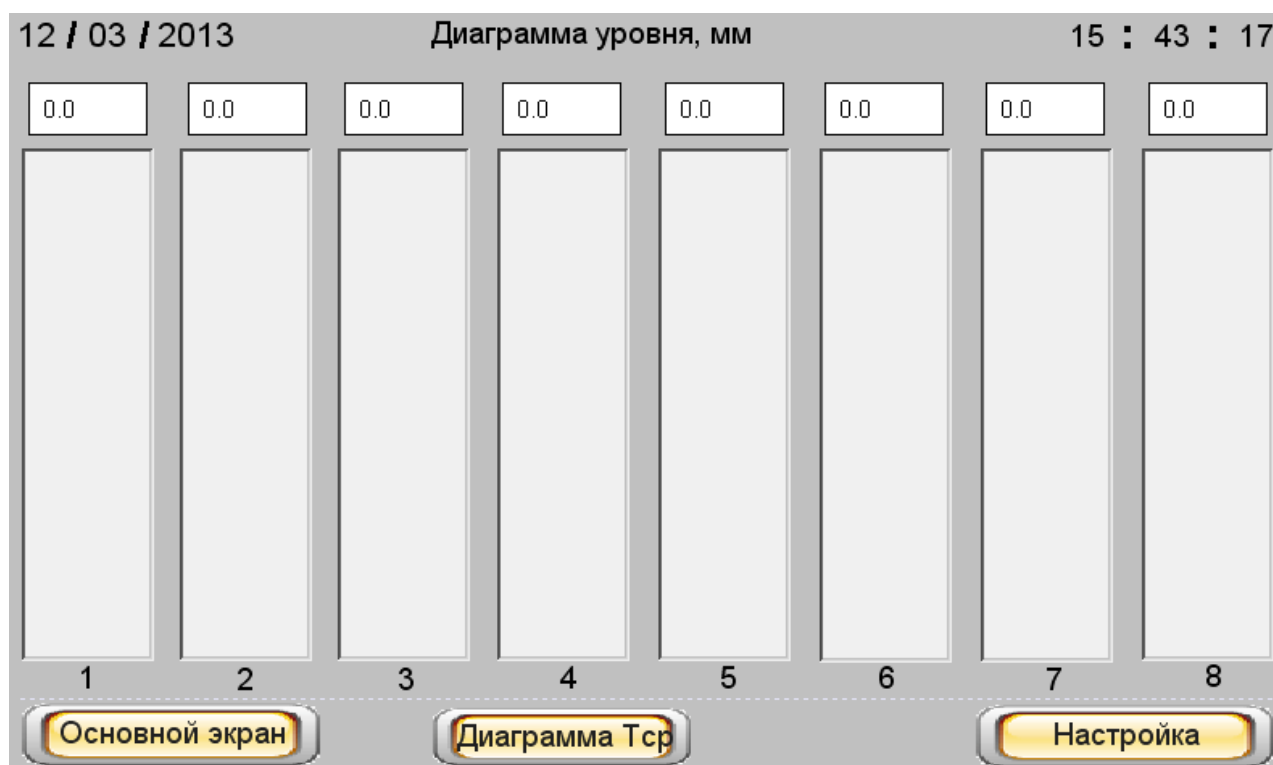 12 / 03 / 2013 Диаграмма уровня, мм 15 : 43 : 17
0.0 0.0 0.0 0.0 0.0 0.0 0.0 0.0
1 2 3 4 5 6 7 8
Основной экран Диаграмма Тср Настройка